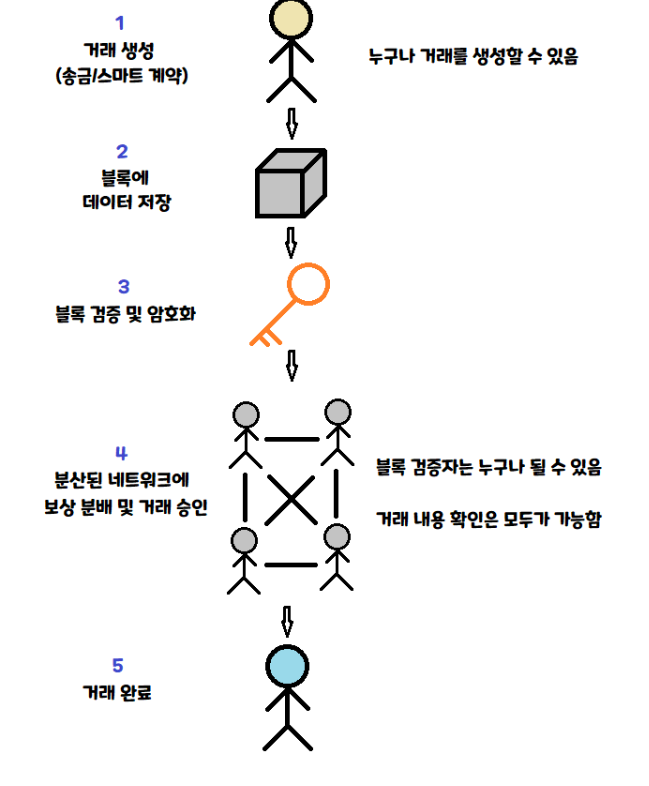 1
거래 생성
(송금/스마트 계약)
누구나 거래를 생성할 수 있음
2
블록에
데이터 저장
3
블록 검증 및 암호화
4
분산된 네트워크에
보상 분배 및 거래 승인
블록 검증자는 누구나 될 수 있음
거래 내용 확인은 모두가 가능함
5
거래 완료